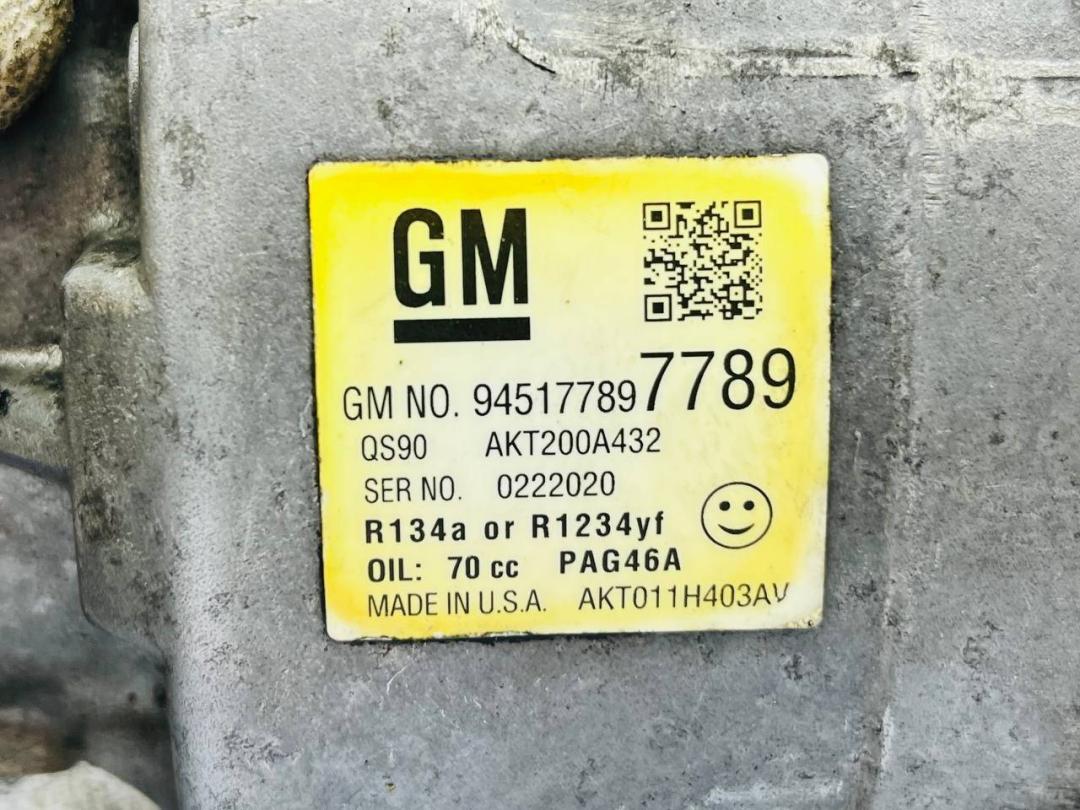 GM
GM NO. 94517789 7789
QS90 AKT200A432
SER NO. 0222020
R134a or R1234yf
OIL: 70 cc PAG46A
MADE IN U.S.A. AKT011H403AV